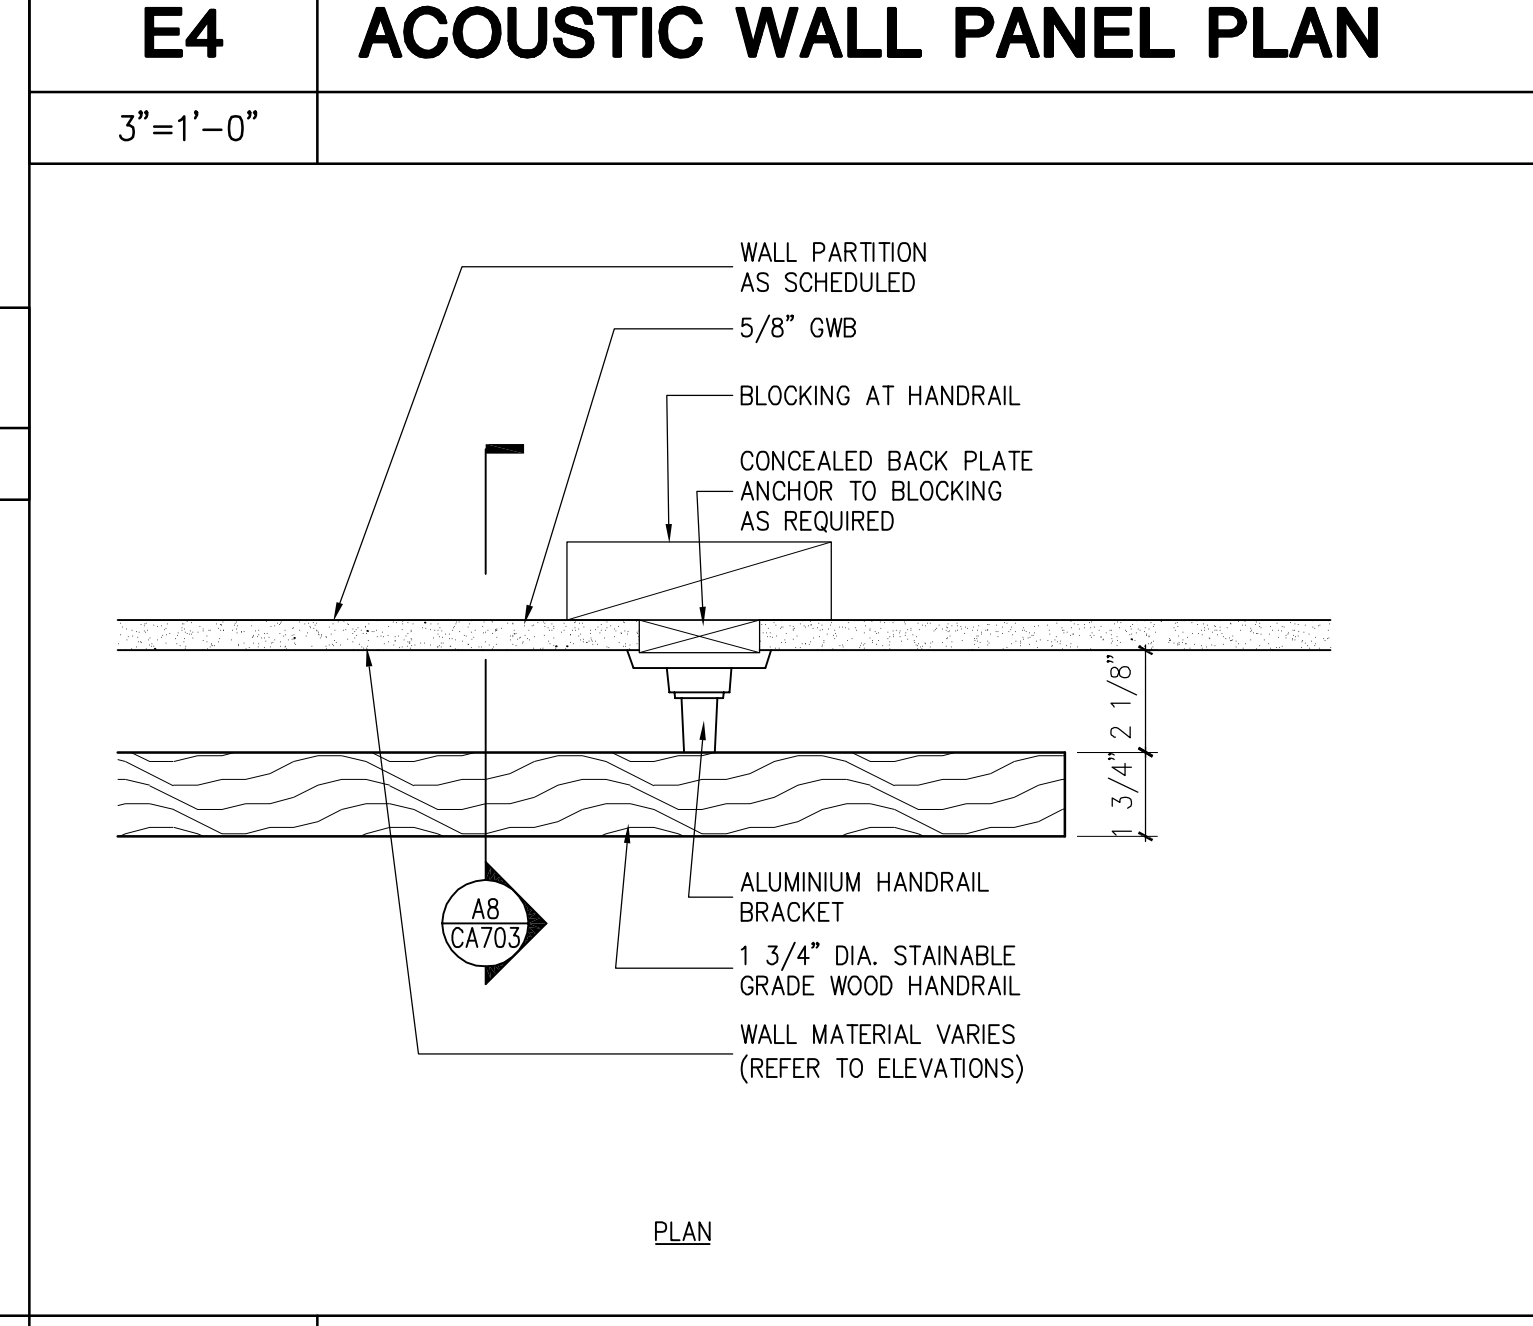 E4
ACOUSTIC WALL PANEL PLAN
3"=1'-0"
WALL PARTITION
AS SCHEDULED
5/8" GWB
BLOCKING AT HANDRAIL
CONCEALED BACK PLATE
ANCHOR TO BLOCKING
AS REQUIRED
2 1/8"
1 3/4"
ALUMINIUM HANDRAIL
BRACKET
A8
CA703
1 3/4" DIA. STAINABLE
GRADE WOOD HANDRAIL
WALL MATERIAL VARIES
(REFER TO ELEVATIONS)
PLAN